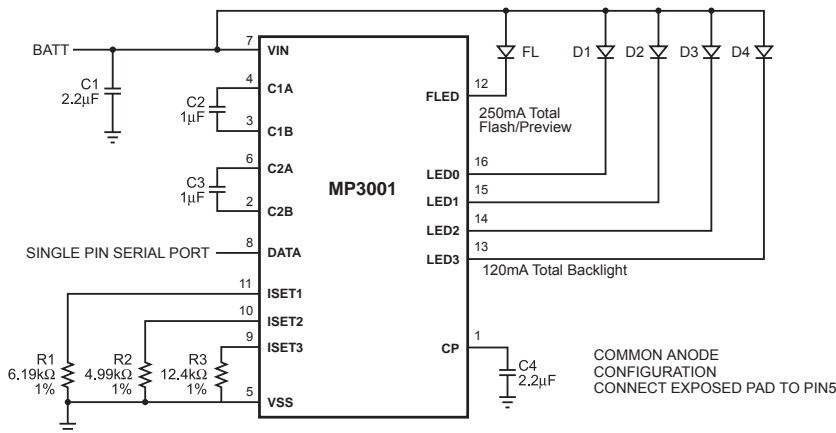 BATT
7
VIN
FL
D1
D2
D3
D4
C1
2.2µF
4
C1A
C2
1µF
3
C1B
12
FLED
250mA Total
Flash/Preview
6
C2A
C3
1µF
2
C2B
MP3001
16
LED0
15
LED1
14
LED2
13
LED3
120mA Total Backlight
SINGLE PIN SERIAL PORT
8
DATA
11
ISET1
10
ISET2
9
ISET3
R1
6.19kΩ
1%
R2
4.99kΩ
1%
R3
12.4kΩ
1%
5
VSS
1
CP
C4
2.2µF
COMMON ANODE
CONFIGURATION
CONNECT EXPOSED PAD TO PIN5